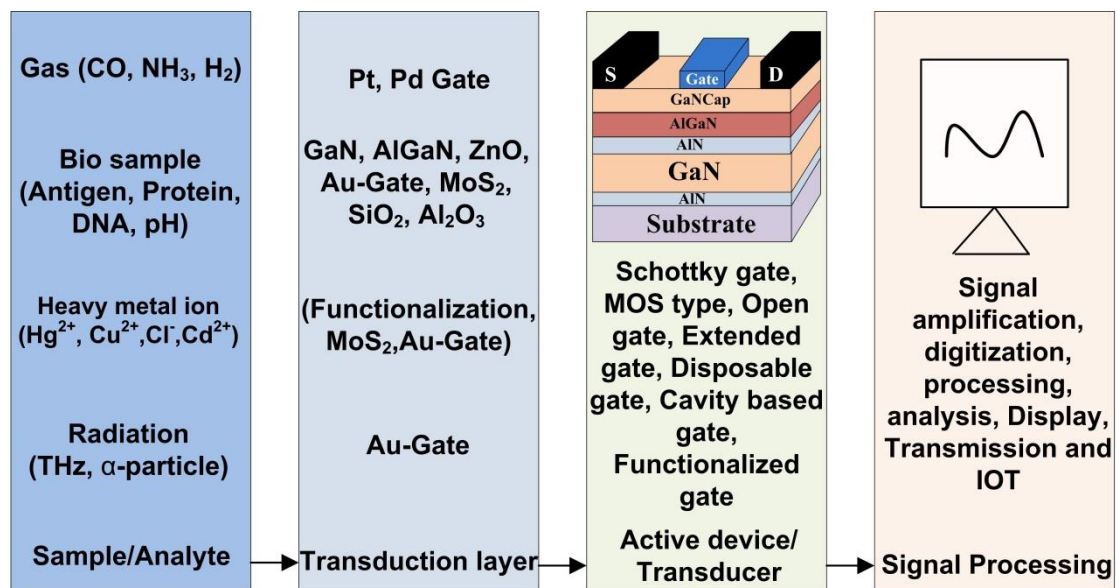 Gas (CO, NH₃, H₂)
Bio sample
(Antigen, Protein,
DNA, pH)
Heavy metal ion
(Hg²⁺, Cu²⁺,Cl⁻,Cd²⁺)
Radiation
(THz, α-particle)
Sample/Analyte
Pt, Pd Gate
GaN, AlGaN, ZnO,
Au-Gate, MoS₂,
SiO₂, Al₂O₃
(Functionalization,
MoS₂,Au-Gate)
Au-Gate
Transduction layer
S
Gate
D
GaNCap
AlGaN
AlN
GaN
AlN
Substrate
Schottky gate,
MOS type, Open
gate, Extended
gate, Disposable
gate, Cavity based
gate,
Functionalized
gate
Active device/
Transducer
Signal
amplification,
digitization,
processing,
analysis, Display,
Transmission and
IOT
Signal Processing